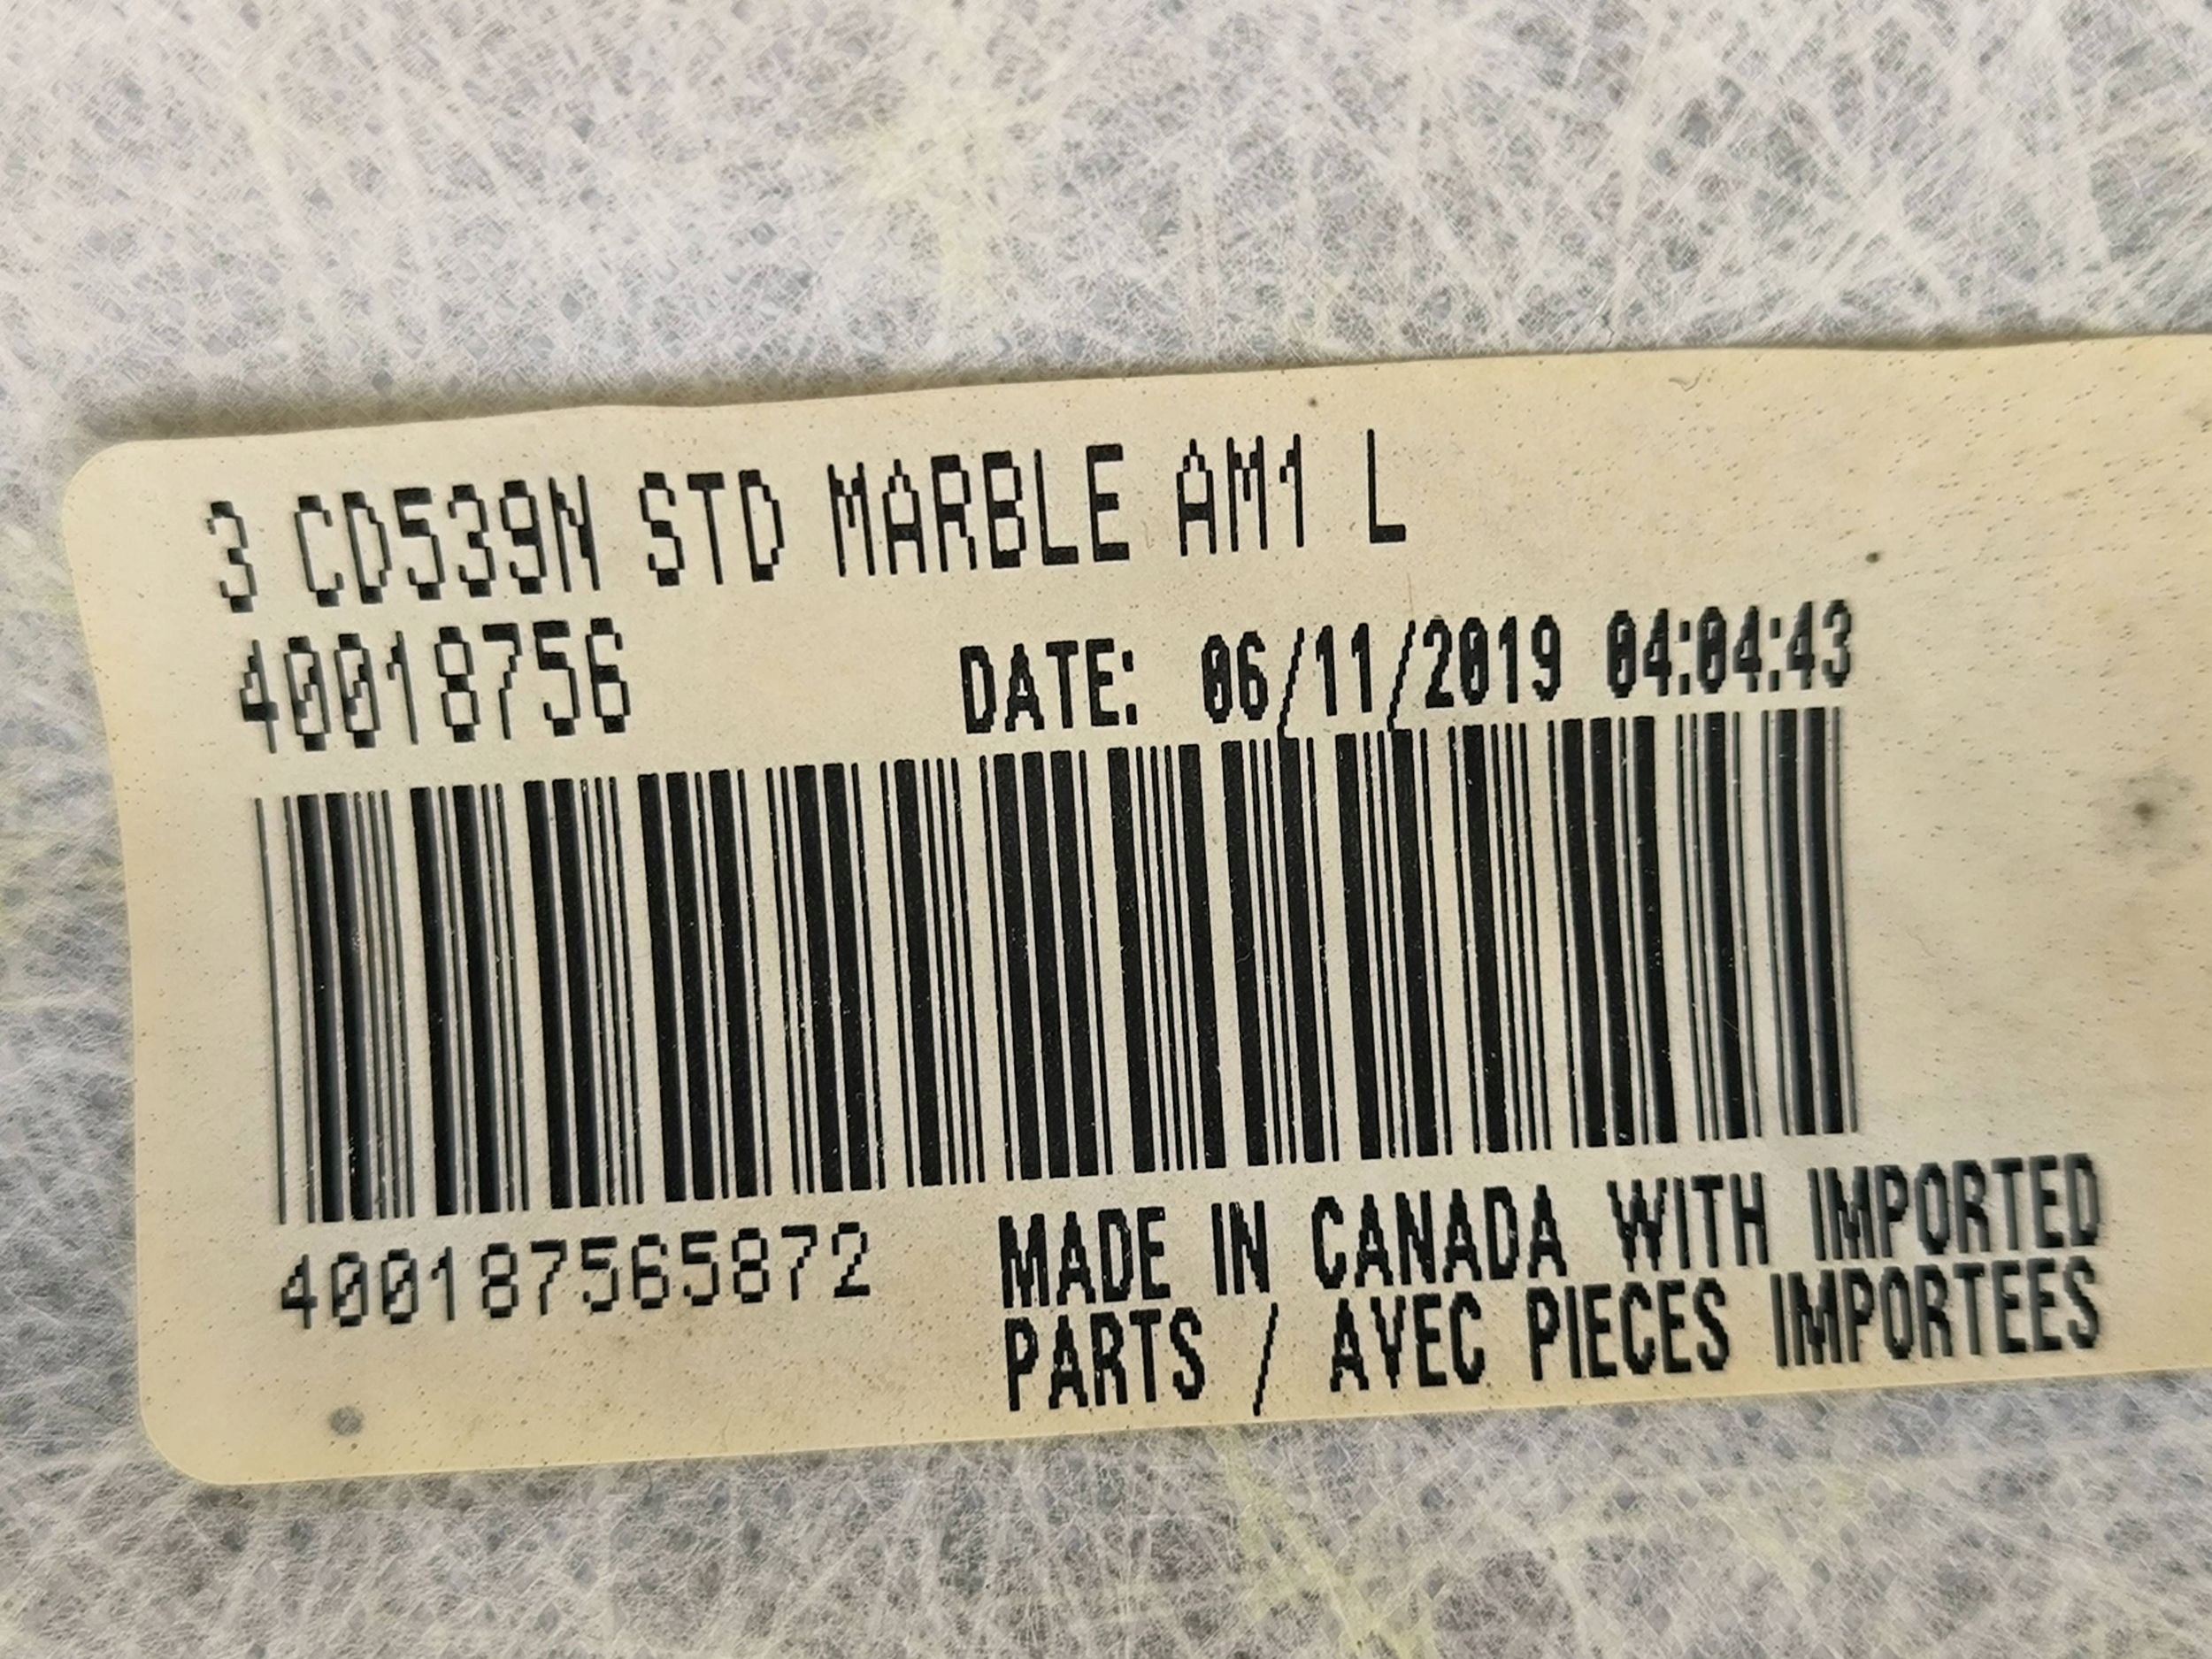 3 CD539N STD MARBLE AM1 L
40018756
DATE: 06/11/2019 04:04:43
400187565872
MADE IN CANADA WITH IMPORTED
PARTS / AVEC PIECES IMPORTEES